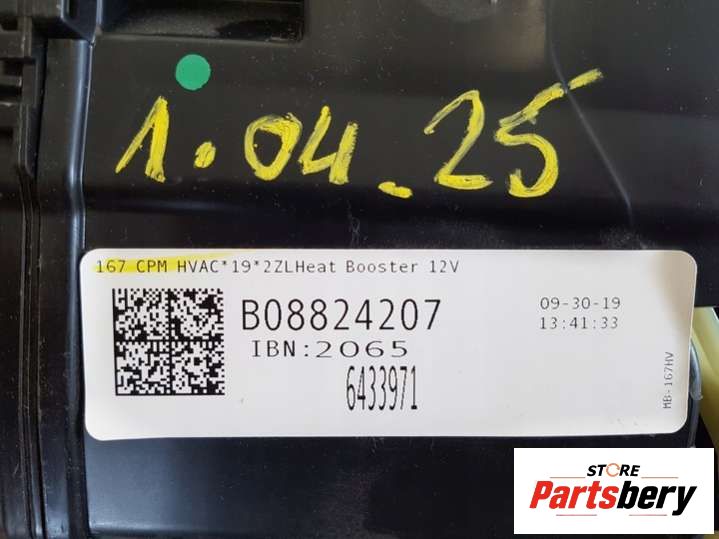 1.04.25
167 CPM HVAC*19*2ZLHeat Booster 12V
B08824207
09-30-19
13:41:33
IBN:2065
6433971
MB-167HV
STORE
Partsbery